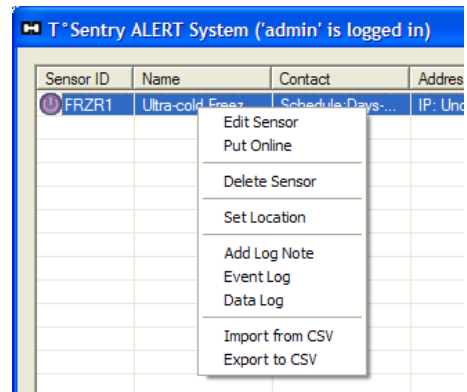 T°Sentry ALERT System ('admin' is logged in)
Sensor ID Name Contact Addres
FRZR1 Ultra-cold Freez... Schedule:Days-... IP: Und
Edit Sensor
Put Online
Delete Sensor
Set Location
Add Log Note
Event Log
Data Log
Import from CSV
Export to CSV